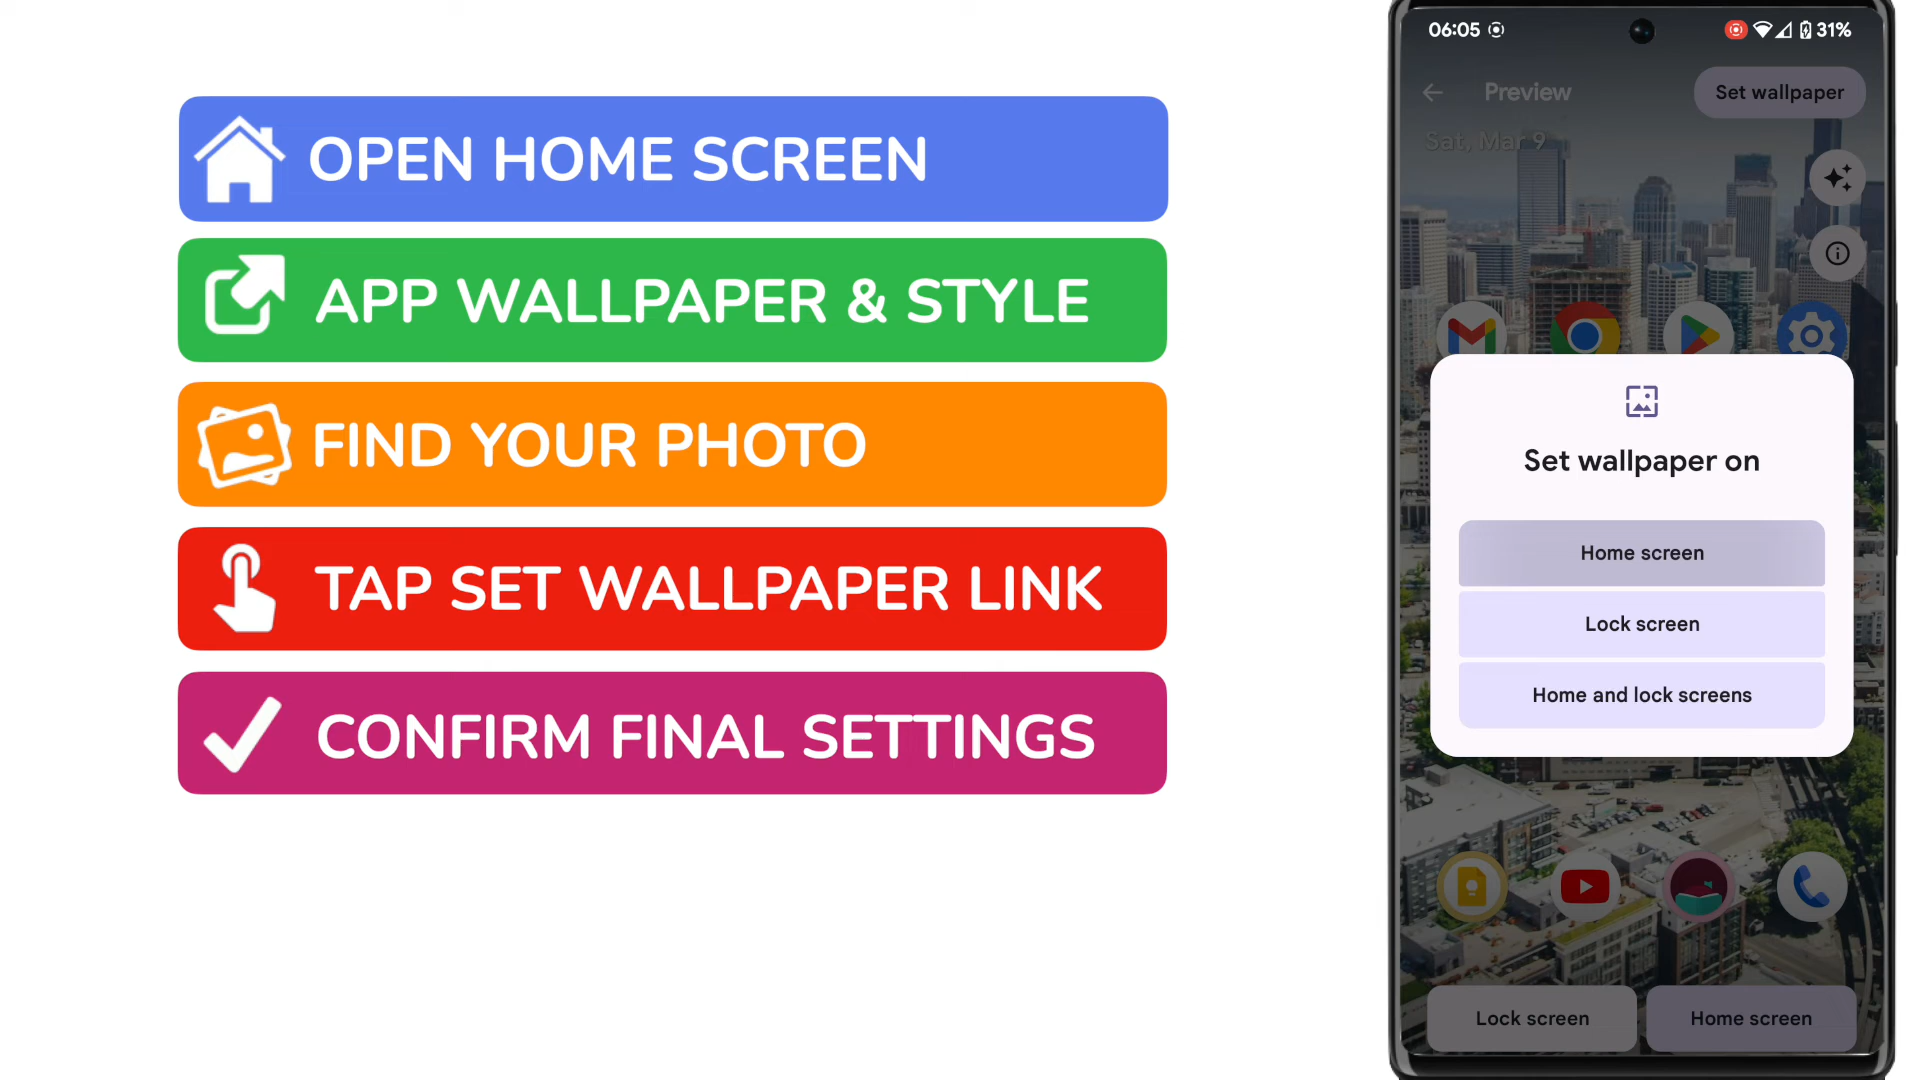 OPEN HOME SCREEN
APP WALLPAPER & STYLE
FIND YOUR PHOTO
TAP SET WALLPAPER LINK
CONFIRM FINAL SETTINGS
06:05
31%
Preview
Set wallpaper
Sat, Mar 9
Set wallpaper on
Home screen
Lock screen
Home and lock screens
Lock screen
Home screen